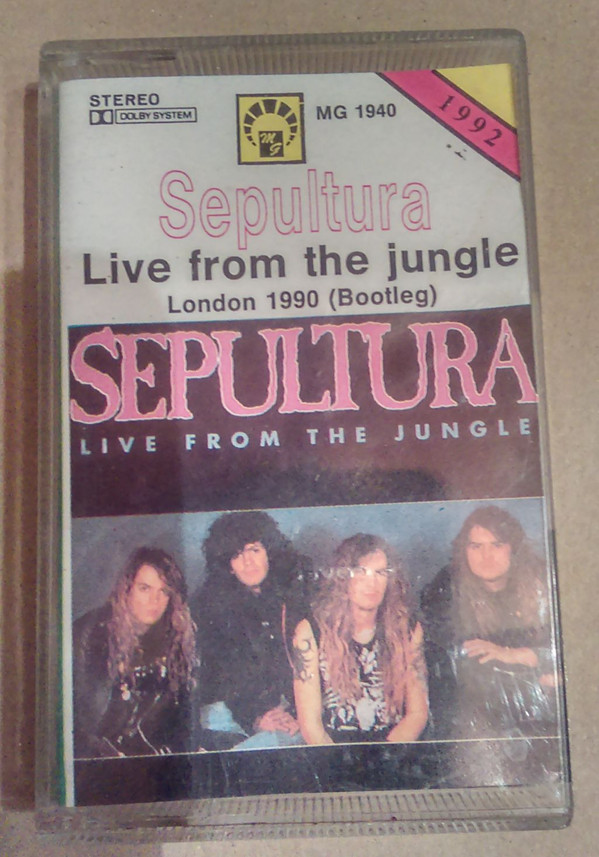 STEREO
DOLBY SYSTEM
MG
MG 1940
1992
Sepultura
Live from the jungle
London 1990 (Bootleg)
SEPULTURA
LIVE FROM THE JUNGLE